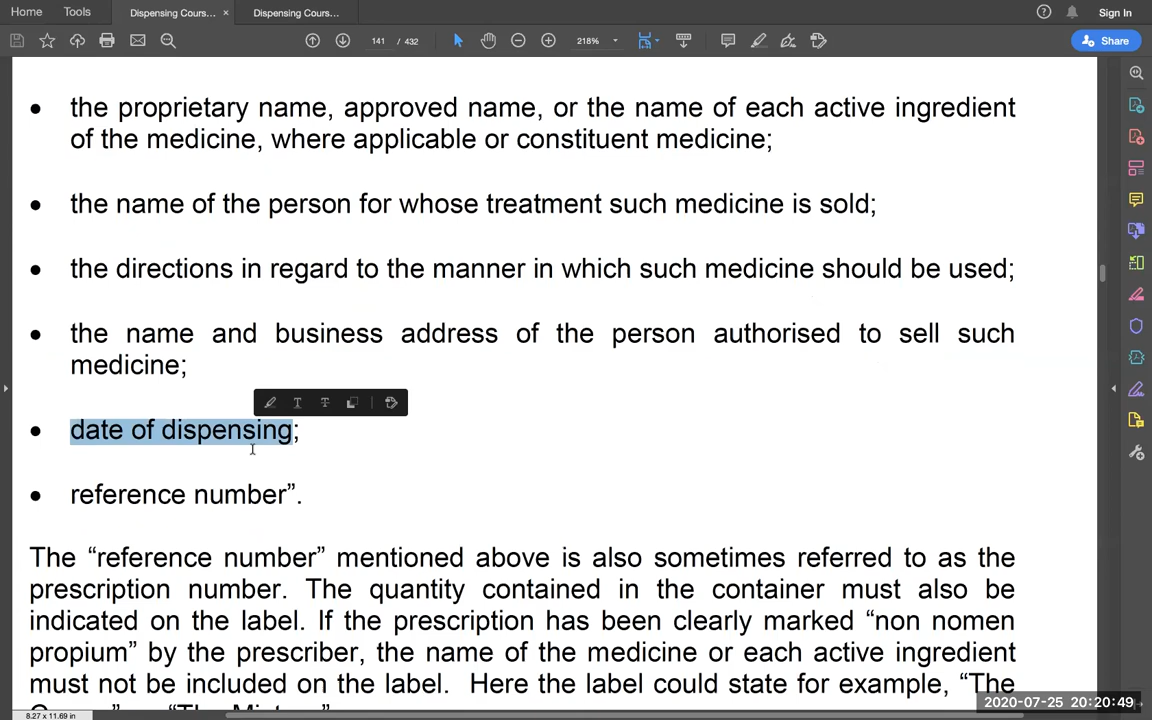 Home Tools Dispensing Cours... × Dispensing Cours... Sign In
141 / 432 218% Share
• the proprietary name, approved name, or the name of each active ingredient
of the medicine, where applicable or constituent medicine;
• the name of the person for whose treatment such medicine is sold;
• the directions in regard to the manner in which such medicine should be used;
• the name and business address of the person authorised to sell such
medicine;
• date of dispensing;
• reference number”.
The “reference number” mentioned above is also sometimes referred to as the
prescription number. The quantity contained in the container must also be
indicated on the label. If the prescription has been clearly marked “non nomen
propium” by the prescriber, the name of the medicine or each active ingredient
must not be included on the label. Here the label could state for example, “The
2020-07-25 20:20:49
8.27 x 11.69 in